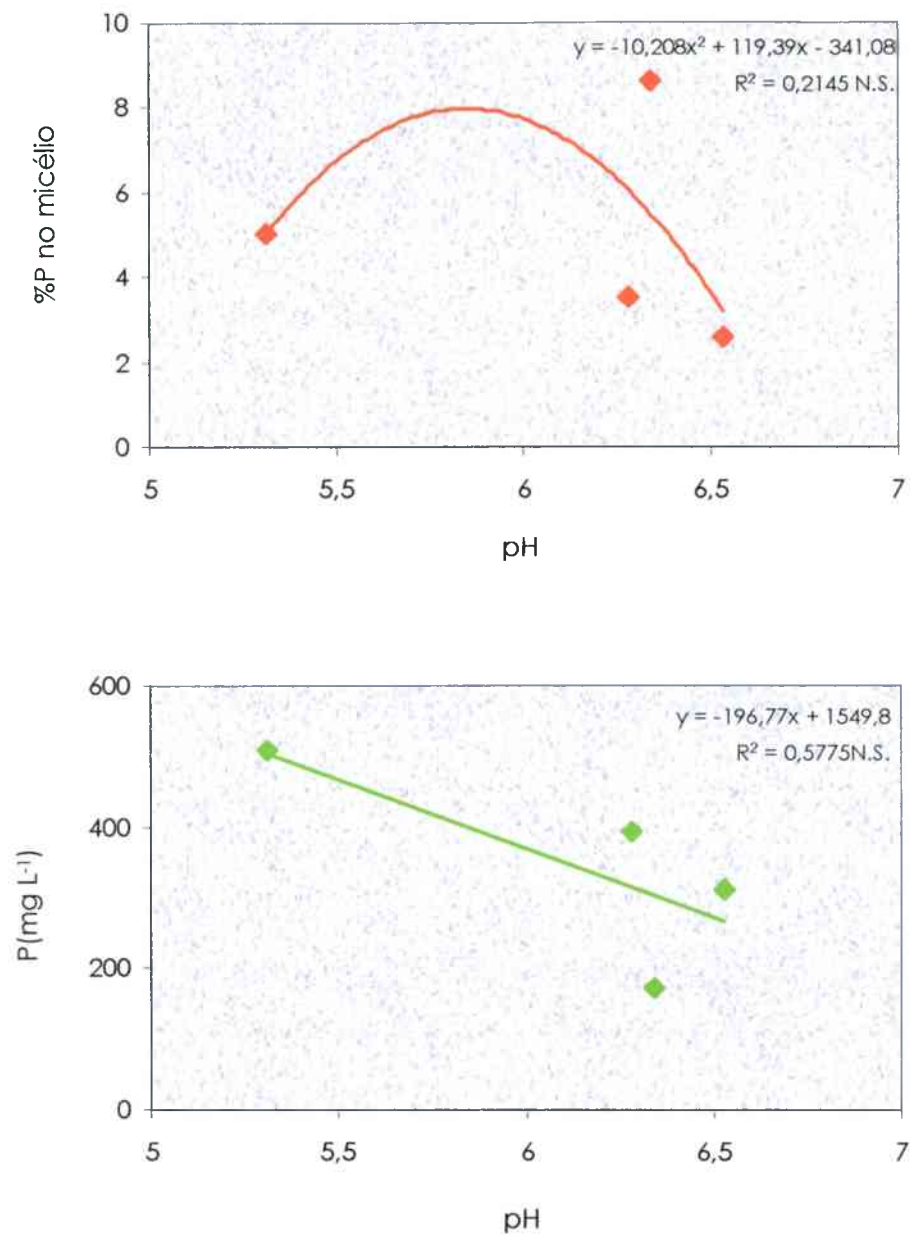 10
y = -10,208x² + 119,39x - 341,08
R² = 0,2145 N.S.
8
6
4
2
0
%P no micélio
5
5,5
6
6,5
7
pH
600
y = -196,77x + 1549,8
R² = 0,5775N.S.
400
200
0
P(mg L⁻¹)
5
5,5
6
6,5
7
pH